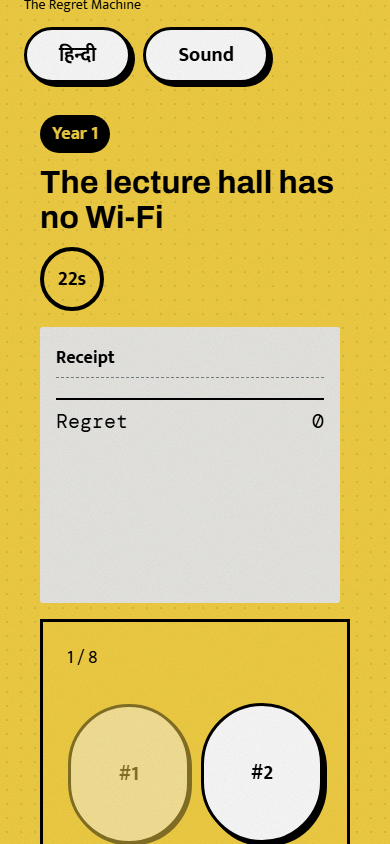 The Regret Machine
हिन्दी
Sound
Year 1
The lecture hall has
no Wi-Fi
22s
Receipt
Regret 0
1 / 8
#1
#2